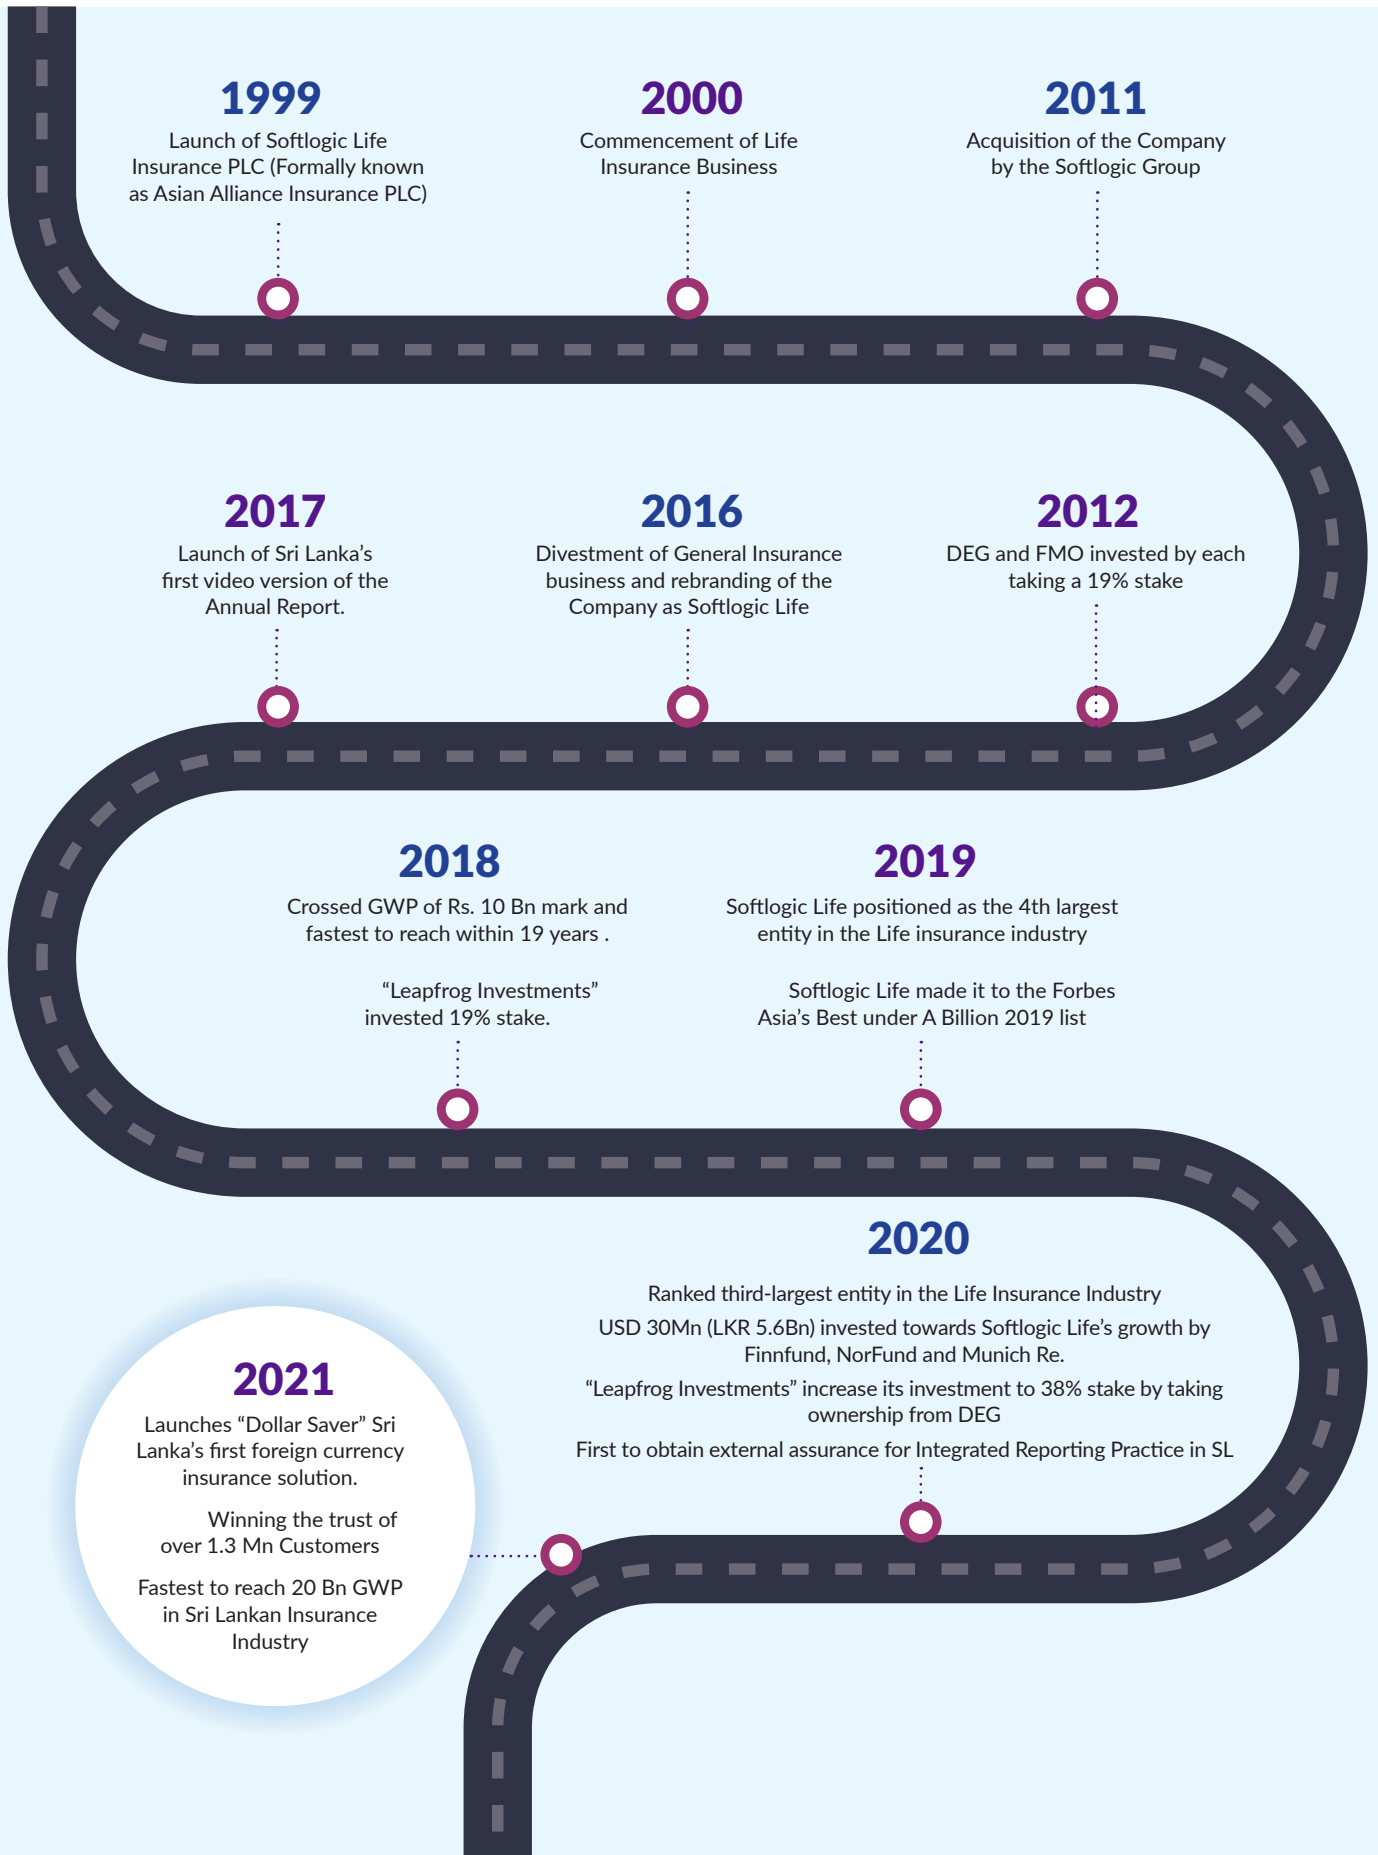 1999
Launch of Softlogic Life
Insurance PLC (Formally known
as Asian Alliance Insurance PLC)
2000
Commencement of Life
Insurance Business
2011
Acquisition of the Company
by the Softlogic Group
2012
DEG and FMO invested by each
taking a 19% stake
2016
Divestment of General Insurance
business and rebranding of the
Company as Softlogic Life
2017
Launch of Sri Lanka’s
first video version of the
Annual Report.
2018
Crossed GWP of Rs. 10 Bn mark and
fastest to reach within 19 years .
“Leapfrog Investments”
invested 19% stake.
2019
Softlogic Life positioned as the 4th largest
entity in the Life insurance industry
Softlogic Life made it to the Forbes
Asia’s Best under A Billion 2019 list
2020
Ranked third-largest entity in the Life Insurance Industry
USD 30Mn (LKR 5.6Bn) invested towards Softlogic Life’s growth by
Finnfund, NorFund and Munich Re.
“Leapfrog Investments” increase its investment to 38% stake by taking
ownership from DEG
First to obtain external assurance for Integrated Reporting Practice in SL
2021
Launches “Dollar Saver” Sri
Lanka’s first foreign currency
insurance solution.
Winning the trust of
over 1.3 Mn Customers
Fastest to reach 20 Bn GWP
in Sri Lankan Insurance
Industry